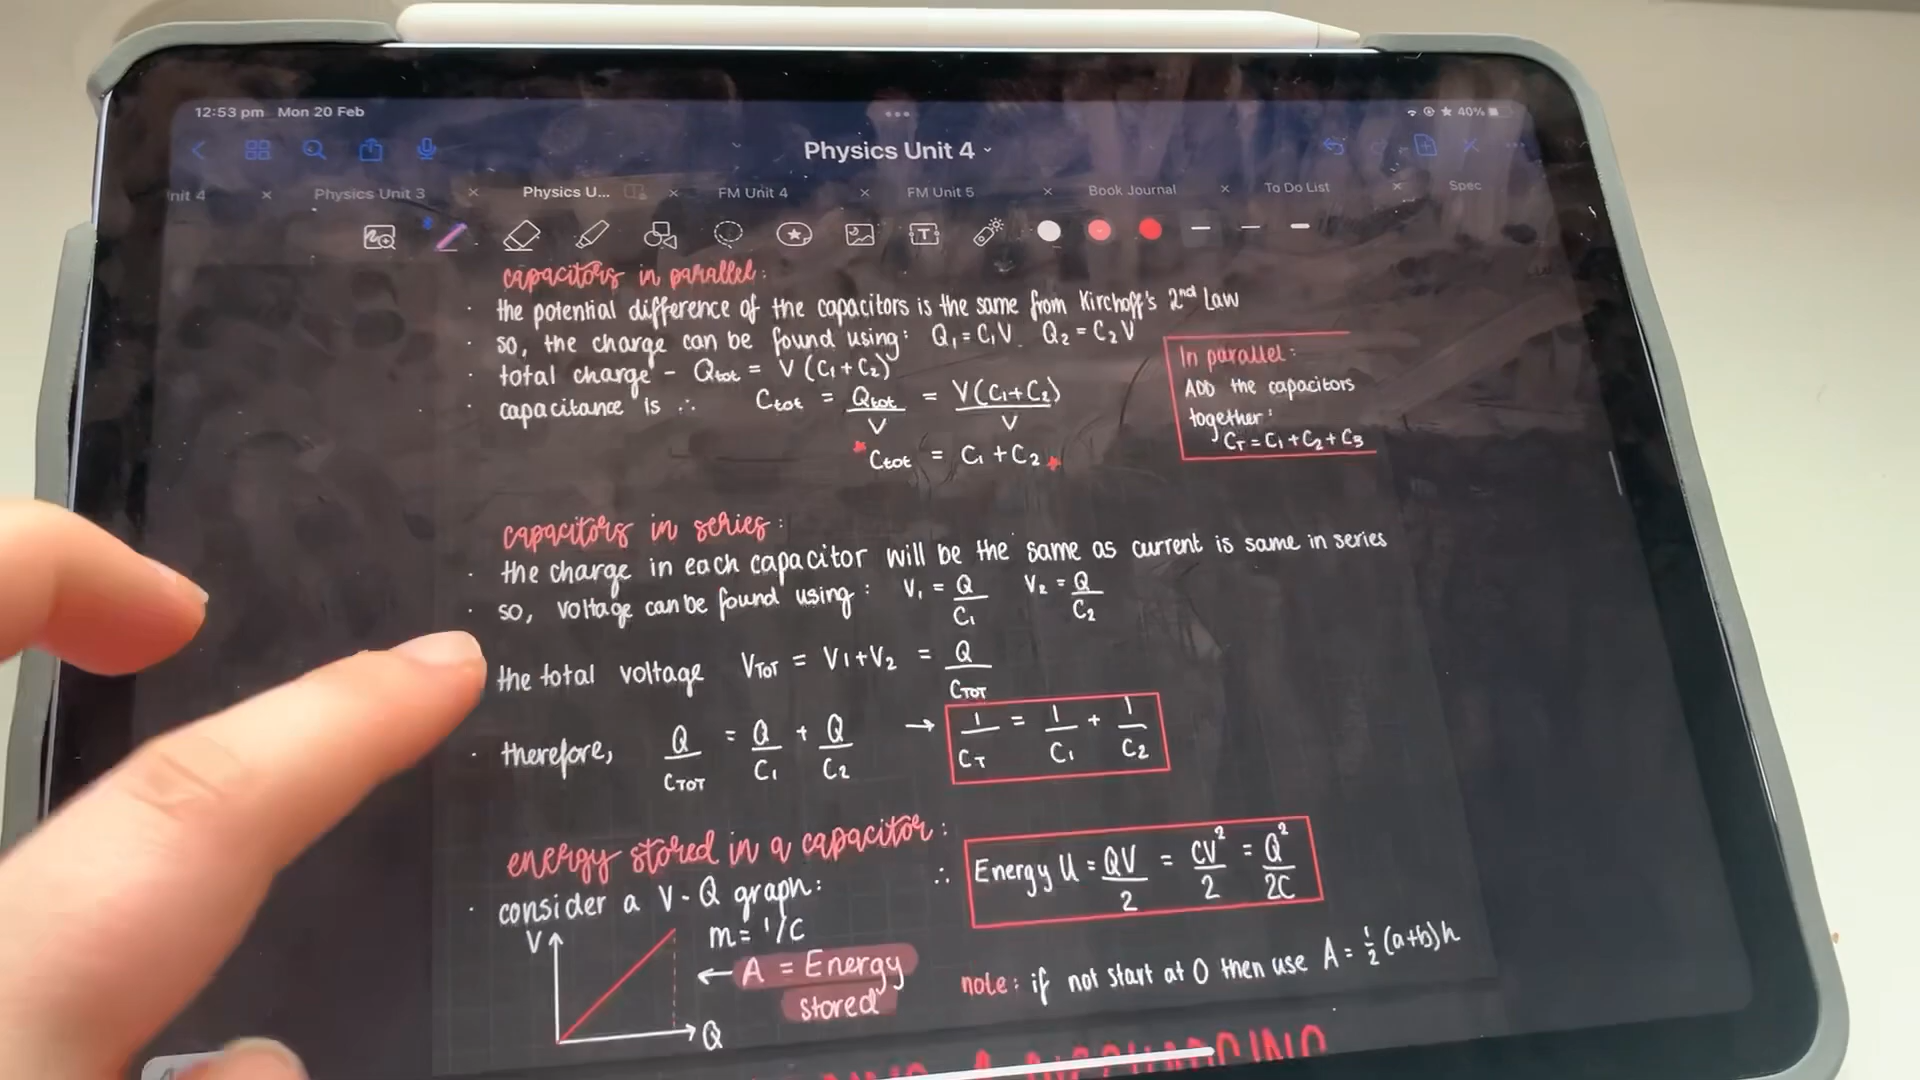 12:53 pm Mon 20 Feb
40%
Physics Unit 4
nit 4 Physics Unit 3 Physics U... FM Unit 4 FM Unit 5 Book Journal To Do List Spec
capacitors in parallel:
· the potential difference of the capacitors is the same from Kirchoff's 2nd Law
· so, the charge can be found using: Q₁ = C₁V Q₂ = C₂V
· total charge - Qtot = V (C₁ + C₂)
· capacitance is ∴ Ctot = Qtot/V = V(C₁+C₂)/V
* Ctot = C₁ + C₂ *
In parallel:
ADD the capacitors
together:
CT = C₁ + C₂ + C₃
capacitors in series:
· the charge in each capacitor will be the same as current is same in series
· so, voltage can be found using: V₁ = Q/C₁ V₂ = Q/C₂
the total voltage VTOT = V₁+V₂ = Q/CTOT
· therefore, Q/CTOT = Q/C₁ + Q/C₂ → 1/CT = 1/C₁ + 1/C₂
energy stored in a capacitor:
· consider a V-Q graph:
∴ Energy U = QV/2 = CV²/2 = Q²/2C
V
m = 1/C
← A = Energy
stored
Q
note: if not start at 0 then use A = ½(a+b)h